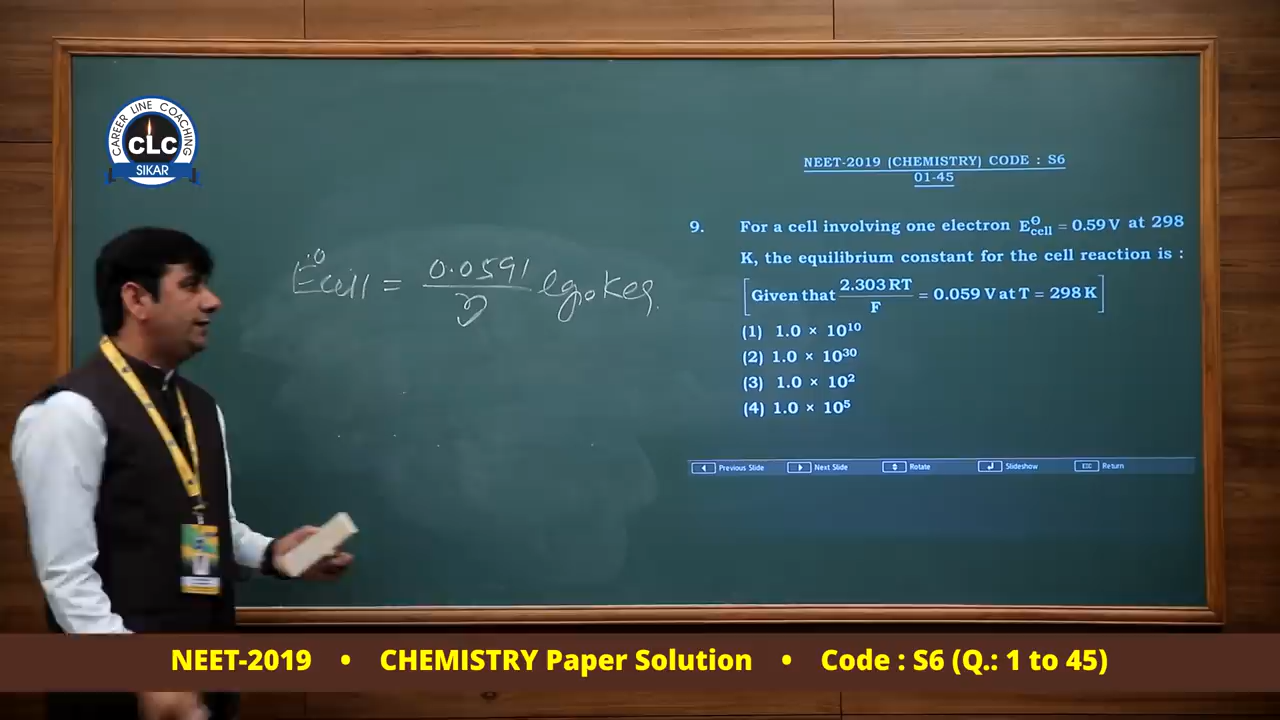 CAREER LINE COACHING
CLC
SIKAR
E°cell = 0.0591/n log₁₀ Keq.
NEET-2019 (CHEMISTRY) CODE : S6
01-45
9. For a cell involving one electron E⊖cell = 0.59 V at 298
K, the equilibrium constant for the cell reaction is :
[Given that 2.303 RT/F = 0.059 V at T = 298 K]
(1) 1.0 × 10¹⁰
(2) 1.0 × 10³⁰
(3) 1.0 × 10²
(4) 1.0 × 10⁵
Previous Slide Next Slide Rotate Slideshow ESC Return
NEET-2019 • CHEMISTRY Paper Solution • Code : S6 (Q.: 1 to 45)